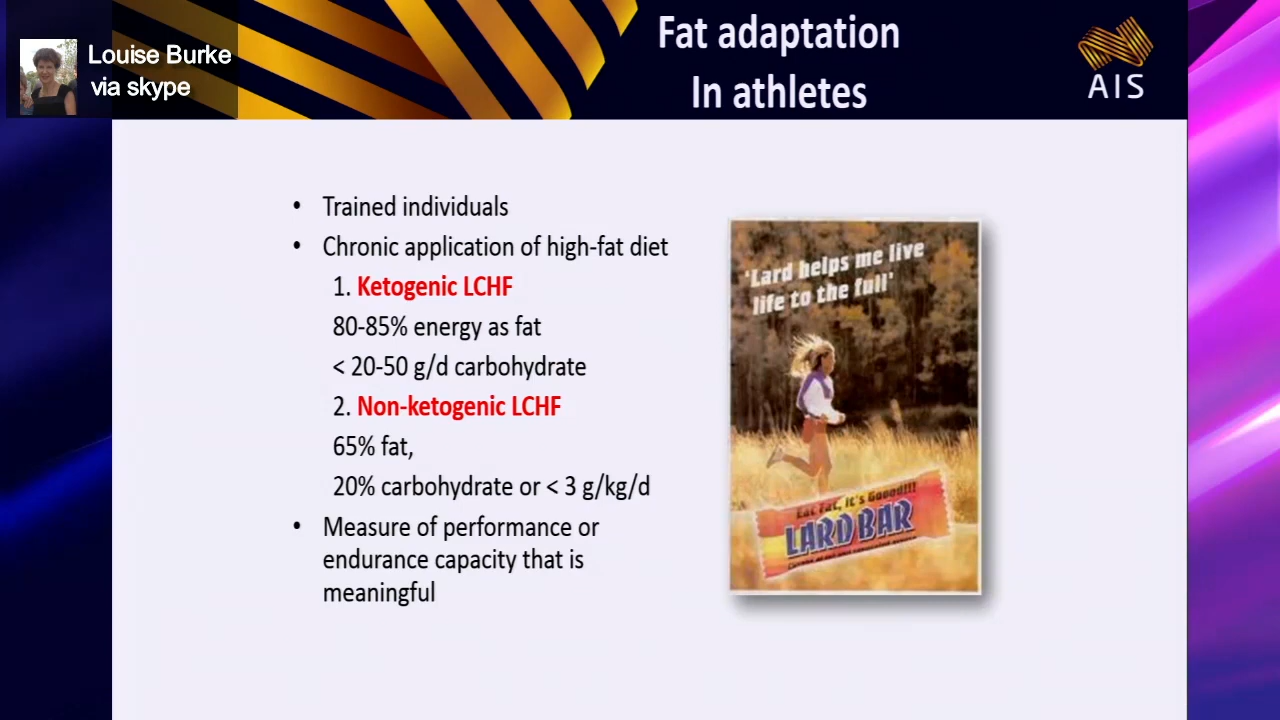 Louise Burke
via skype
Fat adaptation
In athletes
AIS
• Trained individuals
• Chronic application of high-fat diet
1. Ketogenic LCHF
80-85% energy as fat
< 20-50 g/d carbohydrate
2. Non-ketogenic LCHF
65% fat,
20% carbohydrate or < 3 g/kg/d
• Measure of performance or
endurance capacity that is
meaningful
'Lard helps me live
life to the full'
Eat Fat, it's Goood!!!
LARD BAR